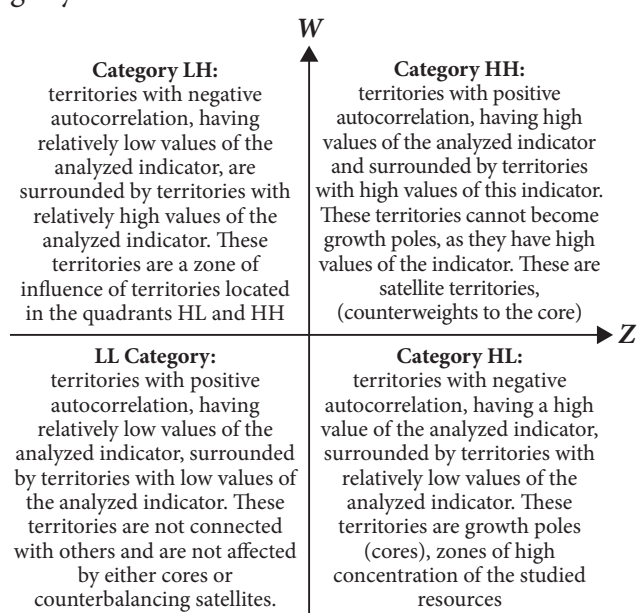 W
Category LH:
territories with negative
autocorrelation, having
relatively low values of the
analyzed indicator, are
surrounded by territories with
relatively high values of the
analyzed indicator. These
territories are a zone of
influence of territories located
in the quadrants HL and HH
Category HH:
territories with positive
autocorrelation, having high
values of the analyzed indicator
and surrounded by territories
with high values of this indicator.
These territories cannot become
growth poles, as they have high
values of the indicator. These are
satellite territories,
(counterweights to the core)
Z
LL Category:
territories with positive
autocorrelation, having
relatively low values of the
analyzed indicator, surrounded
by territories with low values of
the analyzed indicator. These
territories are not connected
with others and are not affected
by either cores or
counterbalancing satellites.
Category HL:
territories with negative
autocorrelation, having a high
value of the analyzed indicator,
surrounded by territories with
relatively low values of the
analyzed indicator. These
territories are growth poles
(cores), zones of high
concentration of the studied
resources